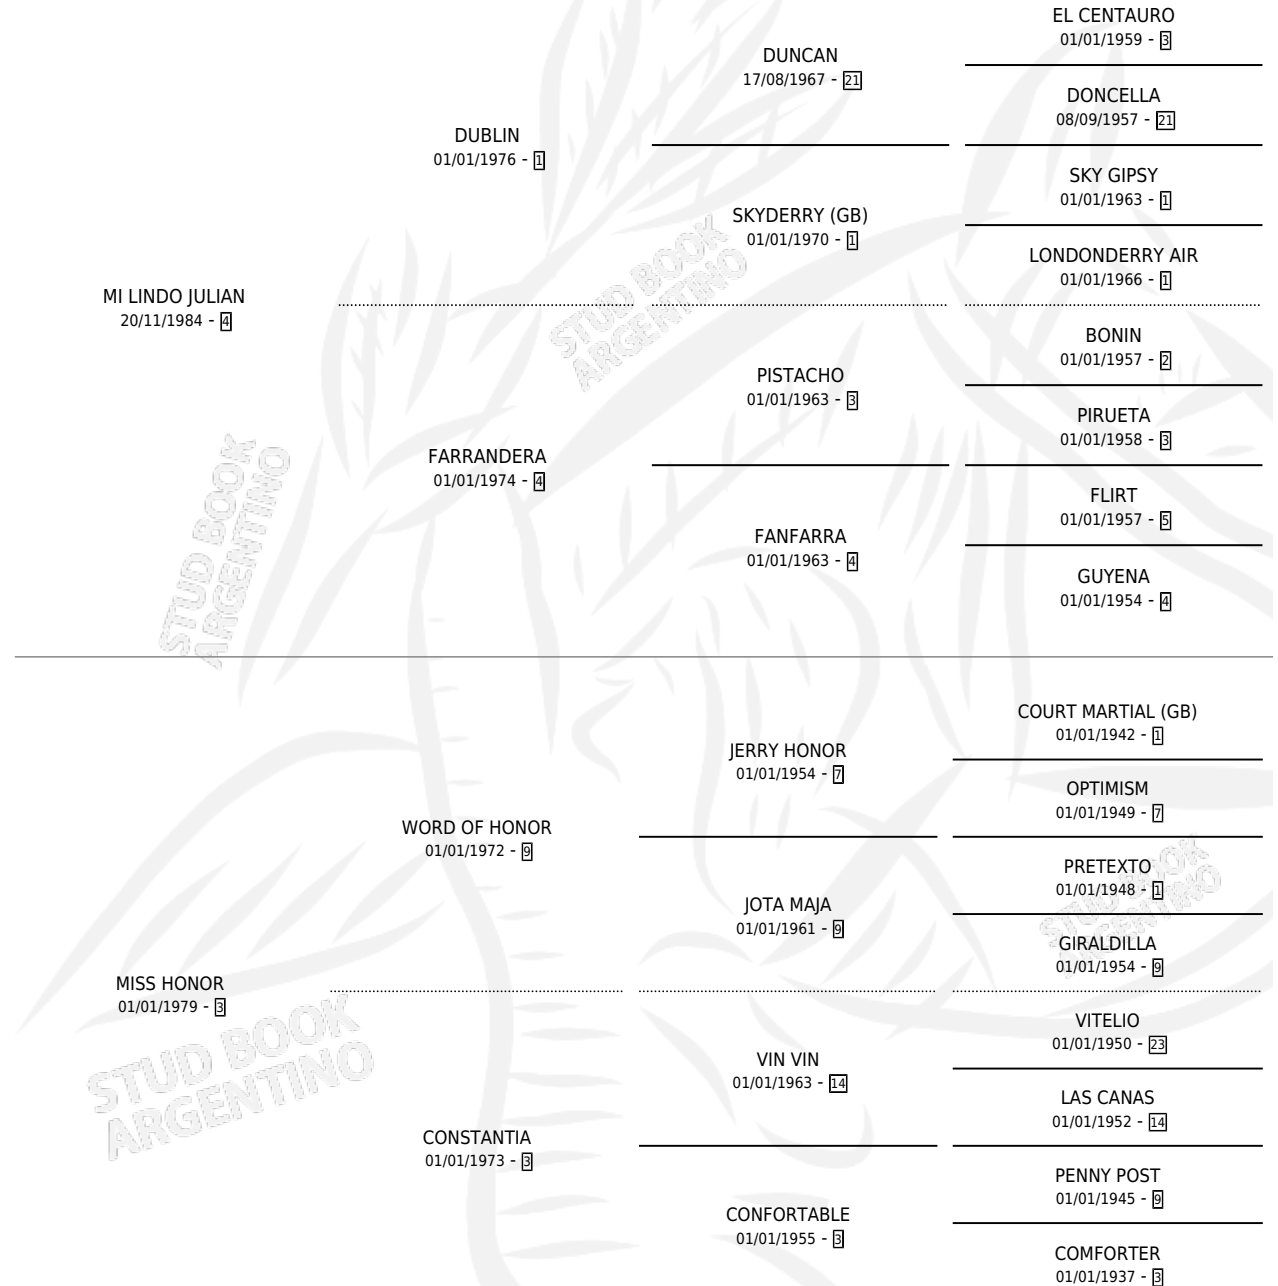 EL CENTAURO
01/01/1959 - 3
DUNCAN
17/08/1967 - 21
DONCELLA
08/09/1957 - 21
DUBLIN
01/01/1976 - 1
SKY GIPSY
01/01/1963 - 1
SKYDERRY (GB)
01/01/1970 - 1
LONDONDERRY AIR
01/01/1966 - 1
MI LINDO JULIAN
20/11/1984 - 4
BONIN
01/01/1957 - 2
PISTACHO
01/01/1963 - 3
PIRUETA
01/01/1958 - 3
FARRANDERA
01/01/1974 - 4
FLIRT
01/01/1957 - 5
FANFARRA
01/01/1963 - 4
GUYENA
01/01/1954 - 4
COURT MARTIAL (GB)
01/01/1942 - 1
JERRY HONOR
01/01/1954 - 7
OPTIMISM
01/01/1949 - 7
WORD OF HONOR
01/01/1972 - 9
PRETEXTO
01/01/1948 - 1
JOTA MAJA
01/01/1961 - 9
GIRALDILLA
01/01/1954 - 9
MISS HONOR
01/01/1979 - 3
VITELIO
01/01/1950 - 23
VIN VIN
01/01/1963 - 14
LAS CANAS
01/01/1952 - 14
CONSTANTIA
01/01/1973 - 3
PENNY POST
01/01/1945 - 9
CONFORTABLE
01/01/1955 - 3
COMFORTER
01/01/1937 - 3
STUD BOOK
ARGENTINO
STUD BOOK
ARGENTINO
STUD BOOK
ARGENTINO
STUD BOOK
ARGENTINO